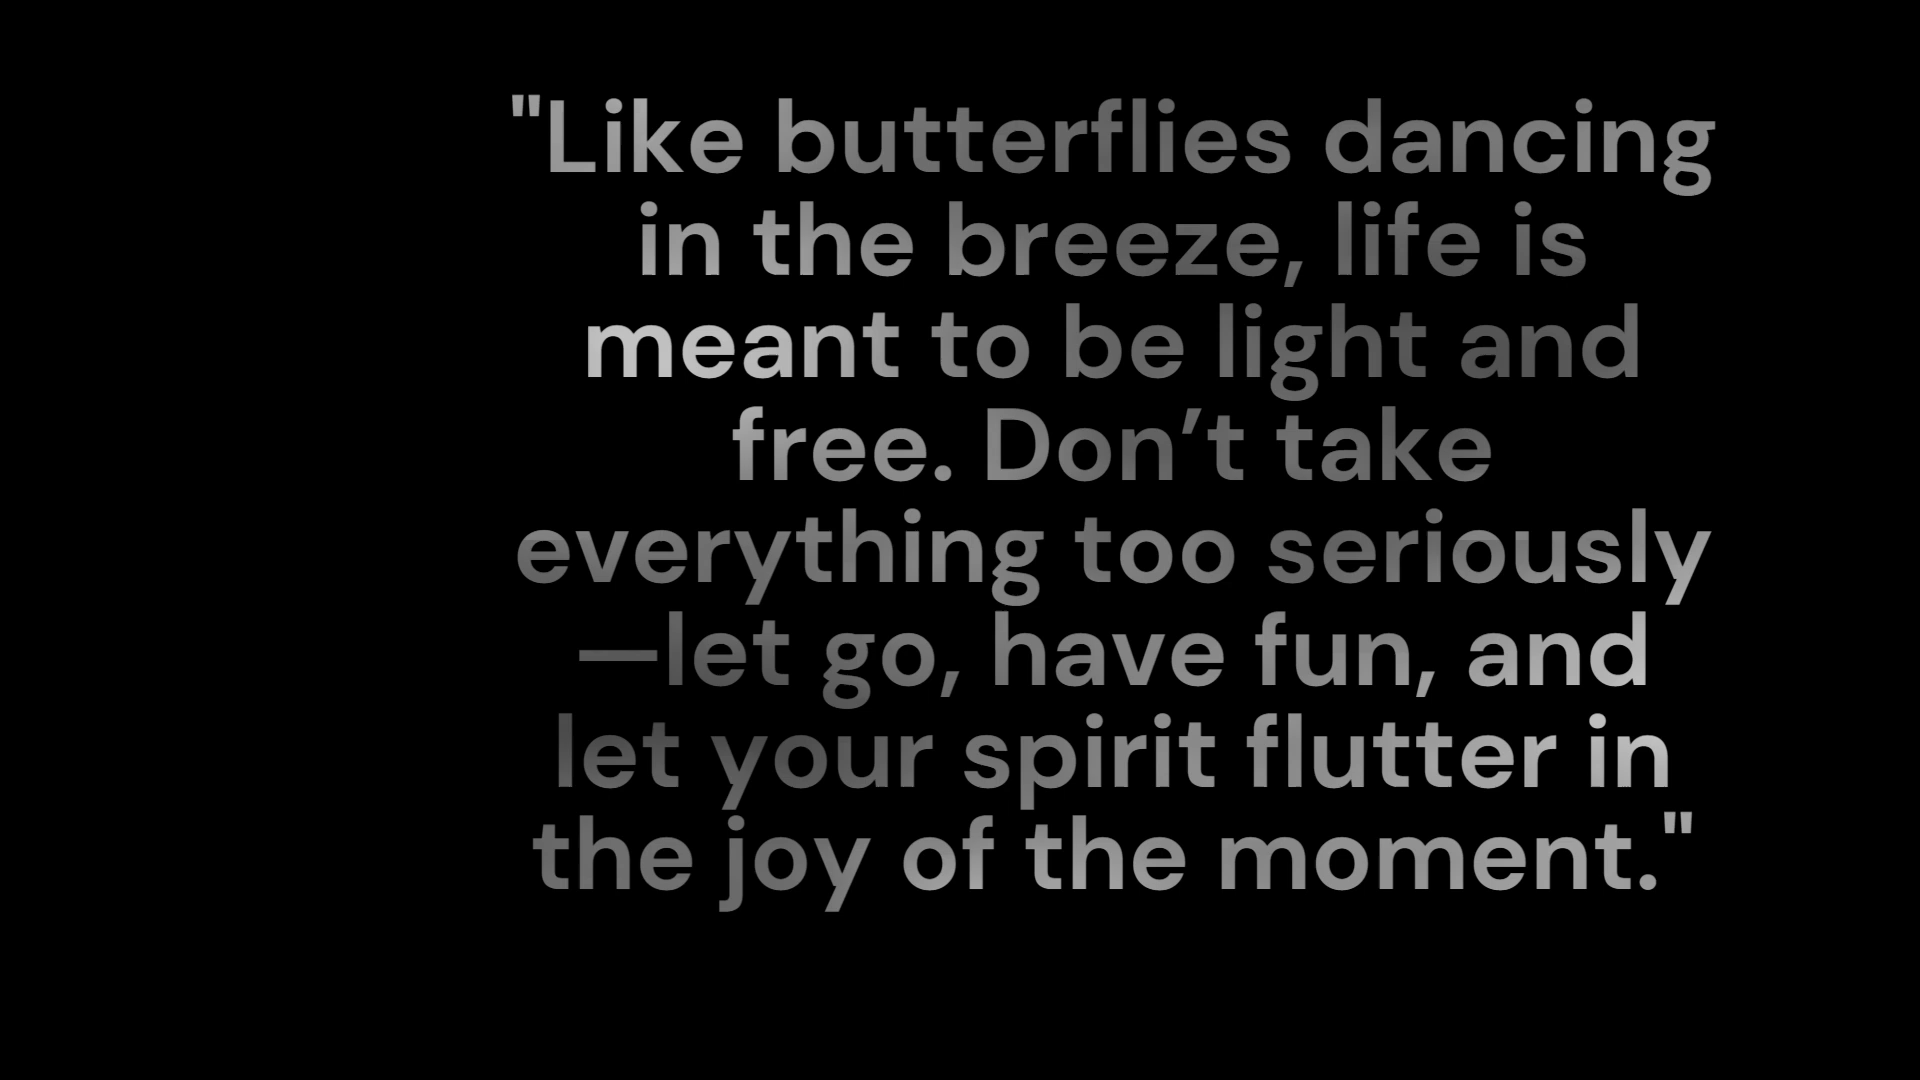 "Like butterflies dancing
in the breeze, life is
meant to be light and
free. Don’t take
everything too seriously
—let go, have fun, and
let your spirit flutter in
the joy of the moment."